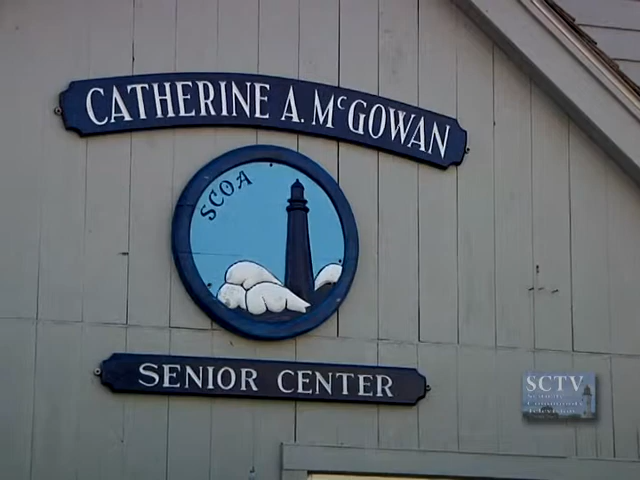 CATHERINE A. McGOWAN
SCOA
SENIOR CENTER
SCTV